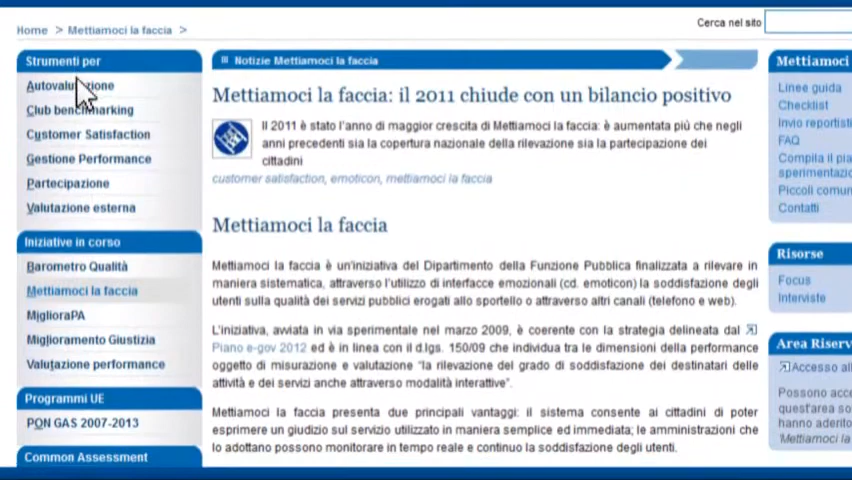 Home > Mettiamoci la faccia >
Cerca nel sito
Strumenti per
Autovalutazione
Club benchmarking
Customer Satisfaction
Gestione Performance
Partecipazione
Valutazione esterna
Iniziative in corso
Barometro Qualità
Mettiamoci la faccia
MiglioraPA
Miglioramento Giustizia
Valutazione performance
Programmi UE
PON GAS 2007-2013
Common Assessment
Notizie Mettiamoci la faccia
Mettiamoci la faccia: il 2011 chiude con un bilancio positivo
Il 2011 è stato l'anno di maggior crescita di Mettiamoci la faccia: è aumentata più che negli
anni precedenti sia la copertura nazionale della rilevazione sia la partecipazione dei
cittadini
customer satisfaction, emoticon, mettiamoci la faccia
Mettiamoci la faccia
Mettiamoci la faccia è un'iniziativa del Dipartimento della Funzione Pubblica finalizzata a rilevare in
maniera sistematica, attraverso l'utilizzo di interfacce emozionali (cd. emoticon) la soddisfazione degli
utenti sulla qualità dei servizi pubblici erogati allo sportello o attraverso altri canali (telefono e web).
L'iniziativa, avviata in via sperimentale nel marzo 2009, è coerente con la strategia delineata dal
Piano e-gov 2012 ed è in linea con il d.lgs. 150/09 che individua tra le dimensioni della performance
oggetto di misurazione e valutazione "la rilevazione del grado di soddisfazione dei destinatari delle
attività e dei servizi anche attraverso modalità interattive".
Mettiamoci la faccia presenta due principali vantaggi: il sistema consente ai cittadini di poter
esprimere un giudizio sul servizio utilizzato in maniera semplice ed immediata; le amministrazioni che
lo adottano possono monitorare in tempo reale e continuo la soddisfazione degli utenti.
Mettiamoci
Linee guida
Checklist
Invio reportisti
FAQ
Compila il pia
sperimentazio
Piccoli comun
Contatti
Risorse
Focus
Interviste
Area Riserv
Accesso all
Possono acce
quest'area so
hanno aderito
'Mettiamoci la